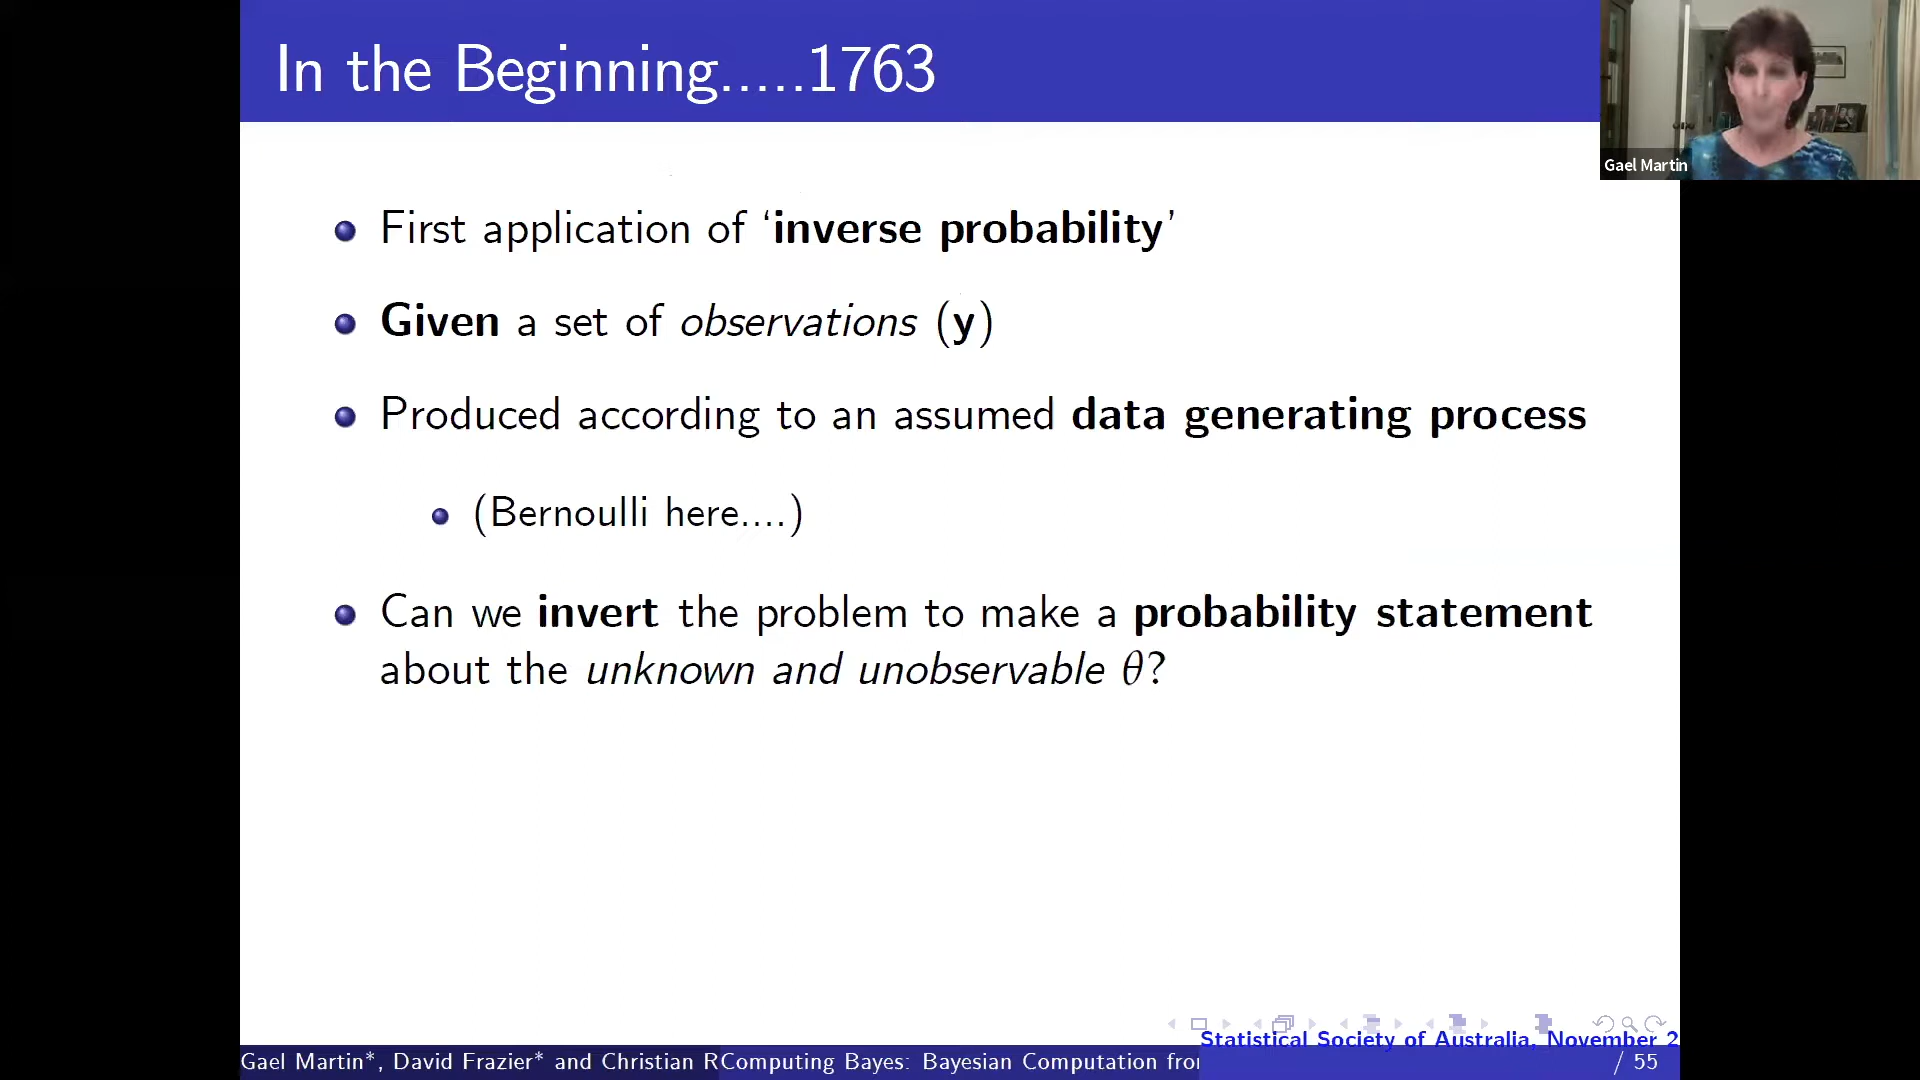 In the Beginning.....1763
Gael Martin
First application of ‘inverse probability’
Given a set of observations (y)
Produced according to an assumed data generating process
(Bernoulli here....)
Can we invert the problem to make a probability statement
about the unknown and unobservable θ?
Statistical Society of Australia, November 2
Gael Martin*, David Frazier* and Christian R
Computing Bayes: Bayesian Computation from
/ 55